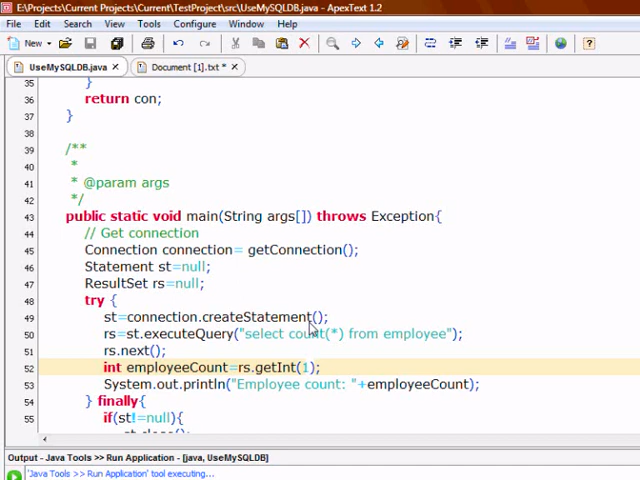 E:\Projects\Current Projects\Current\TestProject\src\UseMySQLDB.java - ApexText 1.2
File Edit Search View Tools Configure Window Help
New
UseMySQLDB.java Document [1].txt *
35 }
36 return con;
37 }
38
39 /**
40 *
41 * @param args
42 */
43 public static void main(String args[]) throws Exception{
44 // Get connection
45 Connection connection= getConnection();
46 Statement st=null;
47 ResultSet rs=null;
48 try {
49 st=connection.createStatement();
50 rs=st.executeQuery("select count(*) from employee");
51 rs.next();
52 int employeeCount=rs.getInt(1);
53 System.out.println("Employee count: "+employeeCount);
54 } finally{
55 if(st!=null){
st.close();
Output - Java Tools >> Run Application - [java, UseMySQLDB]
'Java Tools >> Run Application' tool executing...